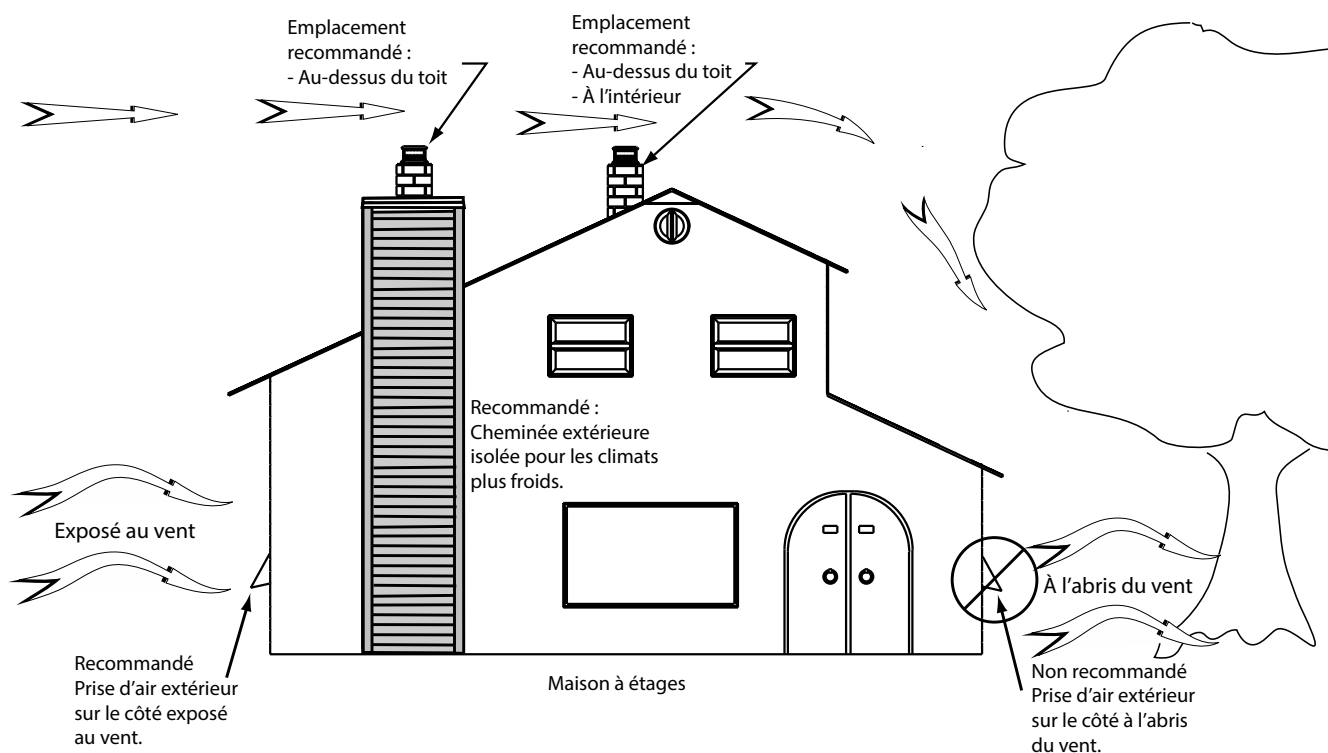 Emplacement
recommandé :
- Au-dessus du toit
Emplacement
recommandé :
- Au-dessus du toit
- À l'intérieur
Recommandé :
Cheminée extérieure
isolée pour les climats
plus froids.
Exposé au vent
À l'abris du vent
Recommandé
Prise d'air extérieur
sur le côté exposé
au vent.
Maison à étages
Non recommandé
Prise d'air extérieur
sur le côté à l'abris
du vent.